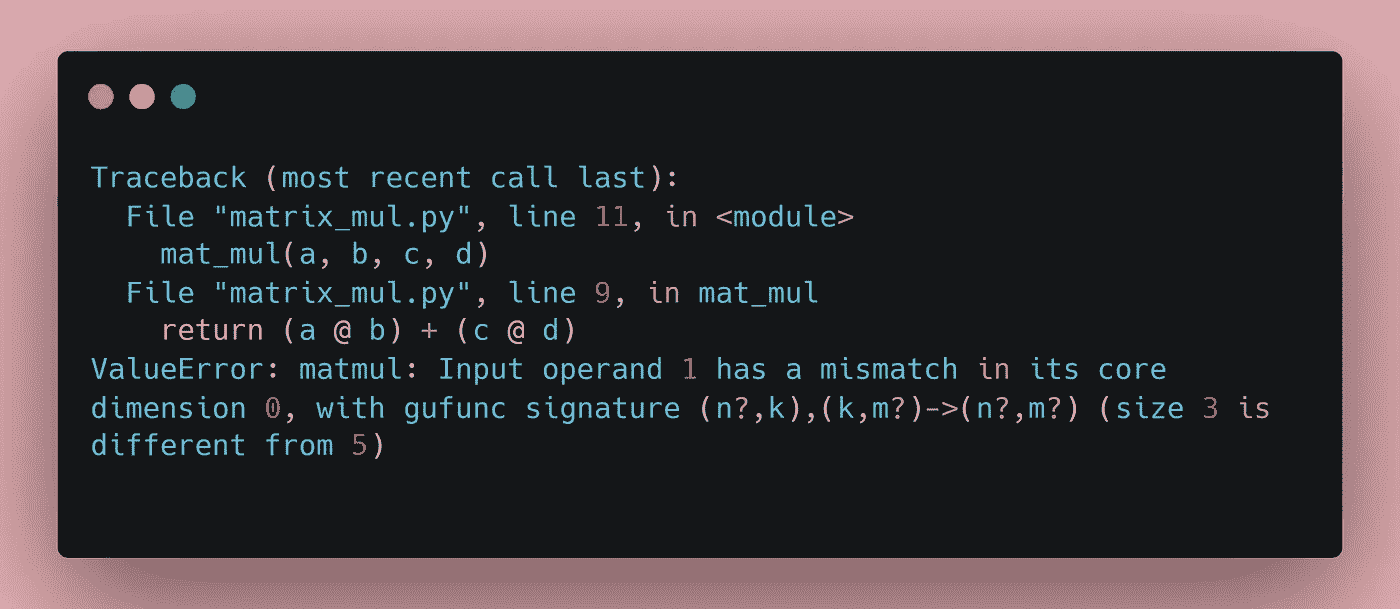 Traceback (most recent call last):
  File "matrix_mul.py", line 11, in <module>
    mat_mul(a, b, c, d)
  File "matrix_mul.py", line 9, in mat_mul
    return (a @ b) + (c @ d)
ValueError: matmul: Input operand 1 has a mismatch in its core
dimension 0, with gufunc signature (n?,k),(k,m?)->(n?,m?) (size 3 is
different from 5)